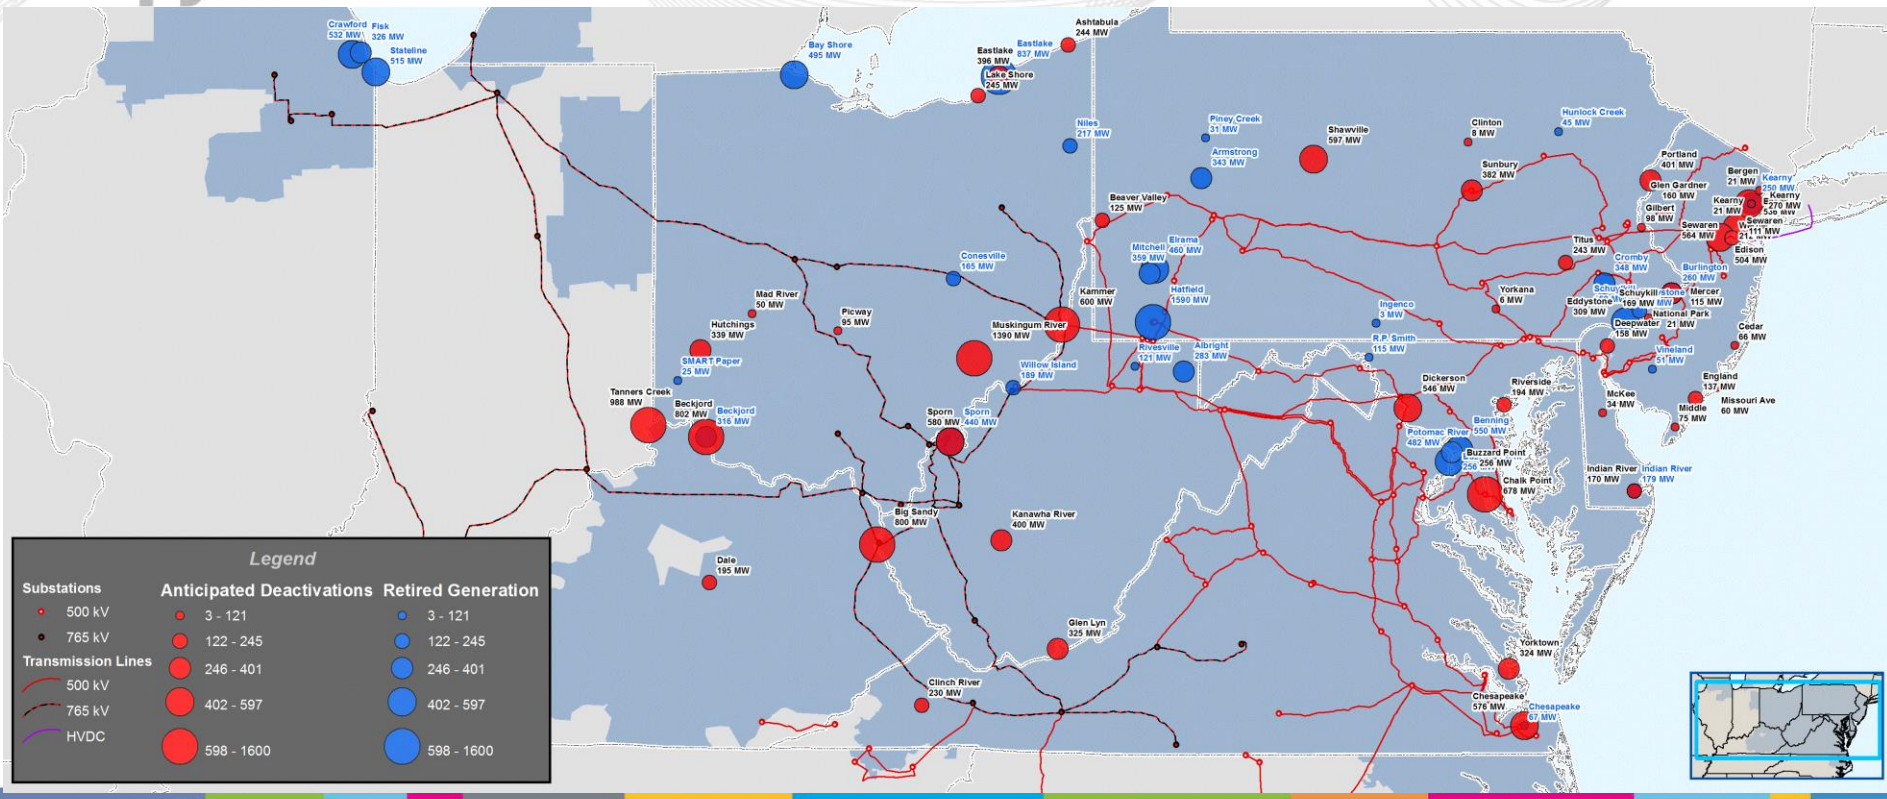 Crawford
532 MW
Fisk
326 MW
Stateline
515 MW
Bay Shore
495 MW
Ashtabula
244 MW
Eastlake
396 MW
Eastlake
837 MW
Lake Shore
245 MW
Niles
217 MW
Piney Creek
31 MW
Armstrong
343 MW
Shawville
597 MW
Clinton
8 MW
Hunlock Creek
45 MW
Sunbury
382 MW
Portland
401 MW
Bergen
21 MW
Kearny
250 MW
Glen Gardner
160 MW
Kearny
21 MW
Kearny
270 MW
Gilbert
98 MW
Sewaren
564 MW
Sewaren
111 MW
Edison
504 MW
Beaver Valley
125 MW
Mitchell
359 MW
Elrama
460 MW
Titus
243 MW
Cromby
348 MW
Burlington
260 MW
Conesville
165 MW
Kammer
600 MW
Hatfield
1590 MW
Yorkana
6 MW
Schuykill
169 MW
Mercer
115 MW
Eddystone
309 MW
National Park
21 MW
Deepwater
158 MW
Cedar
66 MW
Mad River
50 MW
Picway
95 MW
Hutchings
339 MW
Muskingum River
1390 MW
Ingenco
3 MW
R.P. Smith
115 MW
Vineland
51 MW
SMART Paper
25 MW
Willow Island
189 MW
Rivesville
121 MW
Albright
283 MW
Tanners Creek
988 MW
Beckjord
802 MW
Beckjord
316 MW
Sporn
580 MW
Sporn
440 MW
Dickerson
546 MW
Riverside
194 MW
McKee
34 MW
England
137 MW
Middle
75 MW
Missouri Ave
60 MW
Benning
550 MW
Potomac River
482 MW
Buzzard Point
256 MW
Chalk Point
678 MW
Indian River
170 MW
Indian River
179 MW
Big Sandy
800 MW
Kanawha River
400 MW
Dale
195 MW
Glen Lyn
325 MW
Clinch River
230 MW
Yorktown
324 MW
Chesapeake
576 MW
Chesapeake
67 MW
Legend
Substations
500 kV
765 kV
Transmission Lines
500 kV
765 kV
HVDC
Anticipated Deactivations
3 - 121
122 - 245
246 - 401
402 - 597
598 - 1600
Retired Generation
3 - 121
122 - 245
246 - 401
402 - 597
598 - 1600